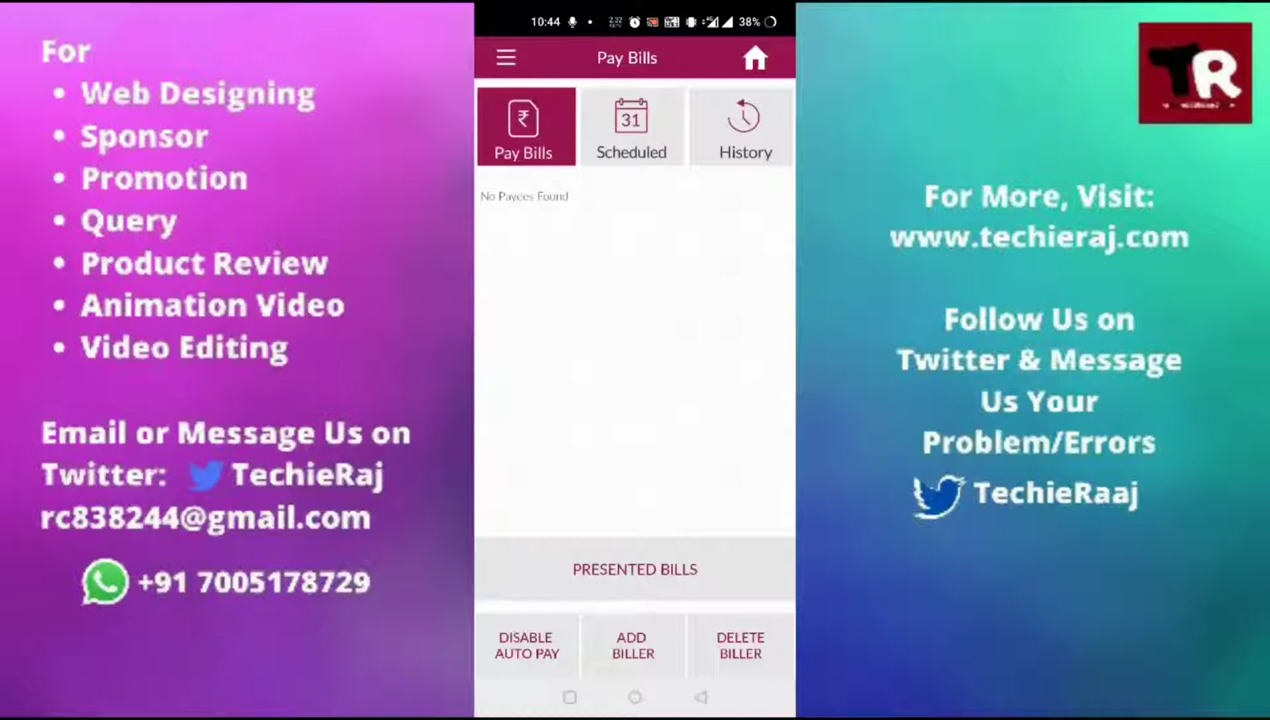 For
• Web Designing
• Sponsor
• Promotion
• Query
• Product Review
• Animation Video
• Video Editing
Email or Message Us on
Twitter: TechieRaj
rc838244@gmail.com
+91 7005178729
10:44
38%
Pay Bills
31
Pay Bills
Scheduled
History
No Payees Found
PRESENTED BILLS
DISABLE
AUTO PAY
ADD
BILLER
DELETE
BILLER
TR
For More, Visit:
www.techieraj.com
Follow Us on
Twitter & Message
Us Your
Problem/Errors
TechieRaaj